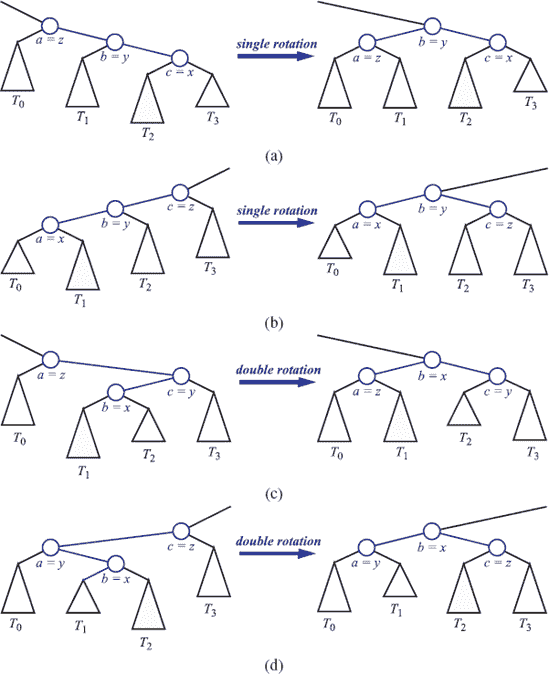 a = z
b = y
c = x
T0
T1
T2
T3
single rotation
b = y
a = z
c = x
T0
T1
T2
T3
(a)
c = z
b = y
a = x
T0
T1
T2
T3
single rotation
b = y
a = x
c = z
T0
T1
T2
T3
(b)
a = z
c = y
b = x
T0
T1
T2
T3
double rotation
b = x
a = z
c = y
T0
T1
T2
T3
(c)
c = z
a = y
b = x
T0
T1
T2
T3
double rotation
b = x
a = y
c = z
T0
T1
T2
T3
(d)